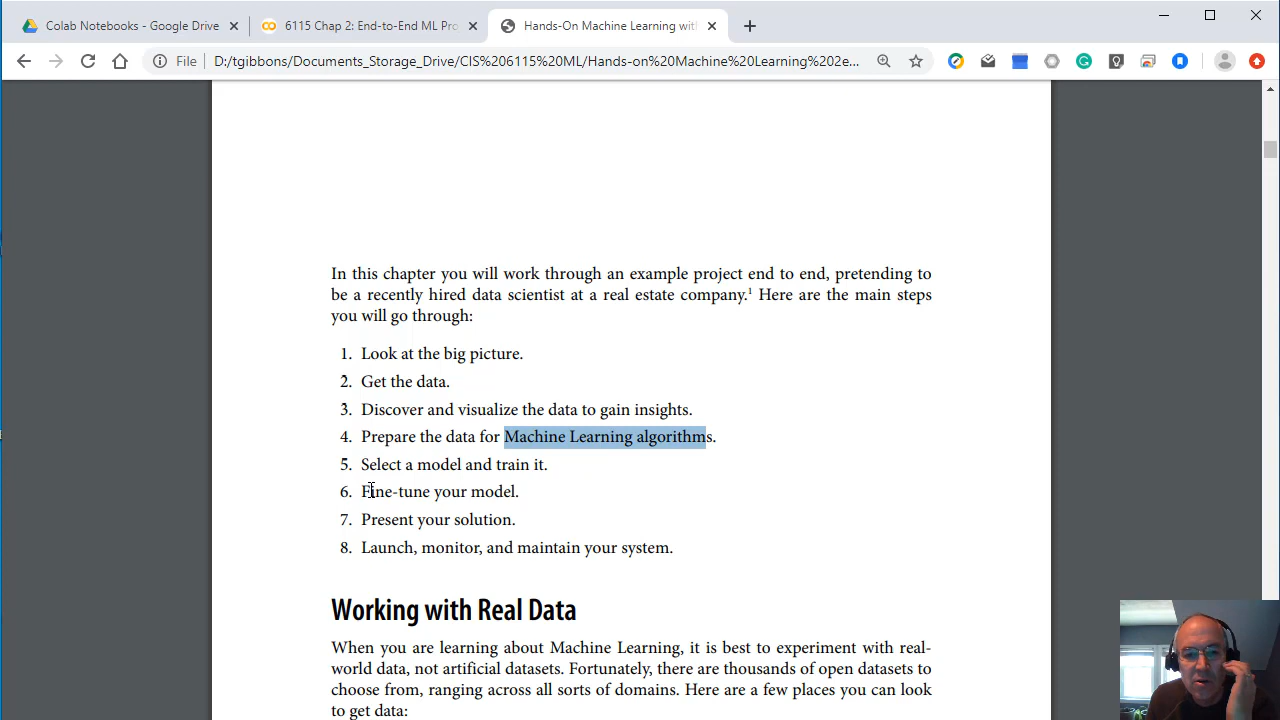 Colab Notebooks - Google Drive
6115 Chap 2: End-to-End ML Pro
Hands-On Machine Learning with
File
D:/tgibbons/Documents_Storage_Drive/CIS%206115%20ML/Hands-on%20Machine%20Learning%202e...
In this chapter you will work through an example project end to end, pretending to
be a recently hired data scientist at a real estate company.¹ Here are the main steps
you will go through:
1. Look at the big picture.
2. Get the data.
3. Discover and visualize the data to gain insights.
4. Prepare the data for Machine Learning algorithms.
5. Select a model and train it.
6. Fine-tune your model.
7. Present your solution.
8. Launch, monitor, and maintain your system.
Working with Real Data
When you are learning about Machine Learning, it is best to experiment with real-
world data, not artificial datasets. Fortunately, there are thousands of open datasets to
choose from, ranging across all sorts of domains. Here are a few places you can look
to get data: